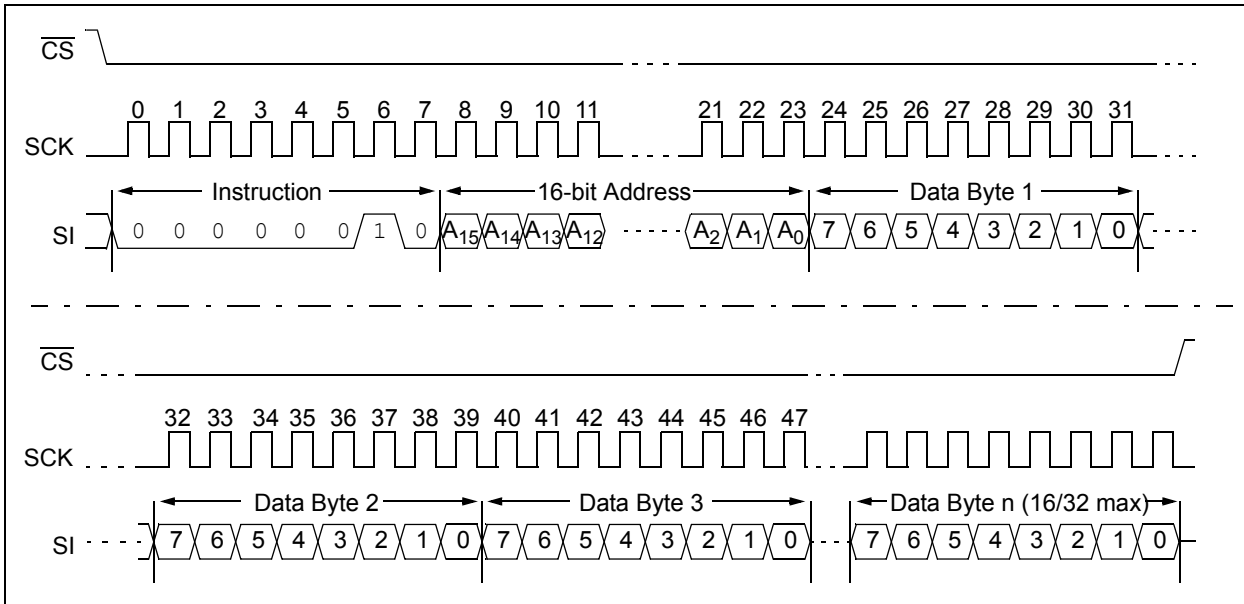 CS
0 1 2 3 4 5 6 7 8 9 10 11 21 22 23 24 25 26 27 28 29 30 31
SCK
Instruction 16-bit Address Data Byte 1
SI 0 0 0 0 0 0 1 0 A15 A14 A13 A12 A2 A1 A0 7 6 5 4 3 2 1 0
CS
32 33 34 35 36 37 38 39 40 41 42 43 44 45 46 47
SCK
Data Byte 2 Data Byte 3 Data Byte n (16/32 max)
SI 7 6 5 4 3 2 1 0 7 6 5 4 3 2 1 0 7 6 5 4 3 2 1 0